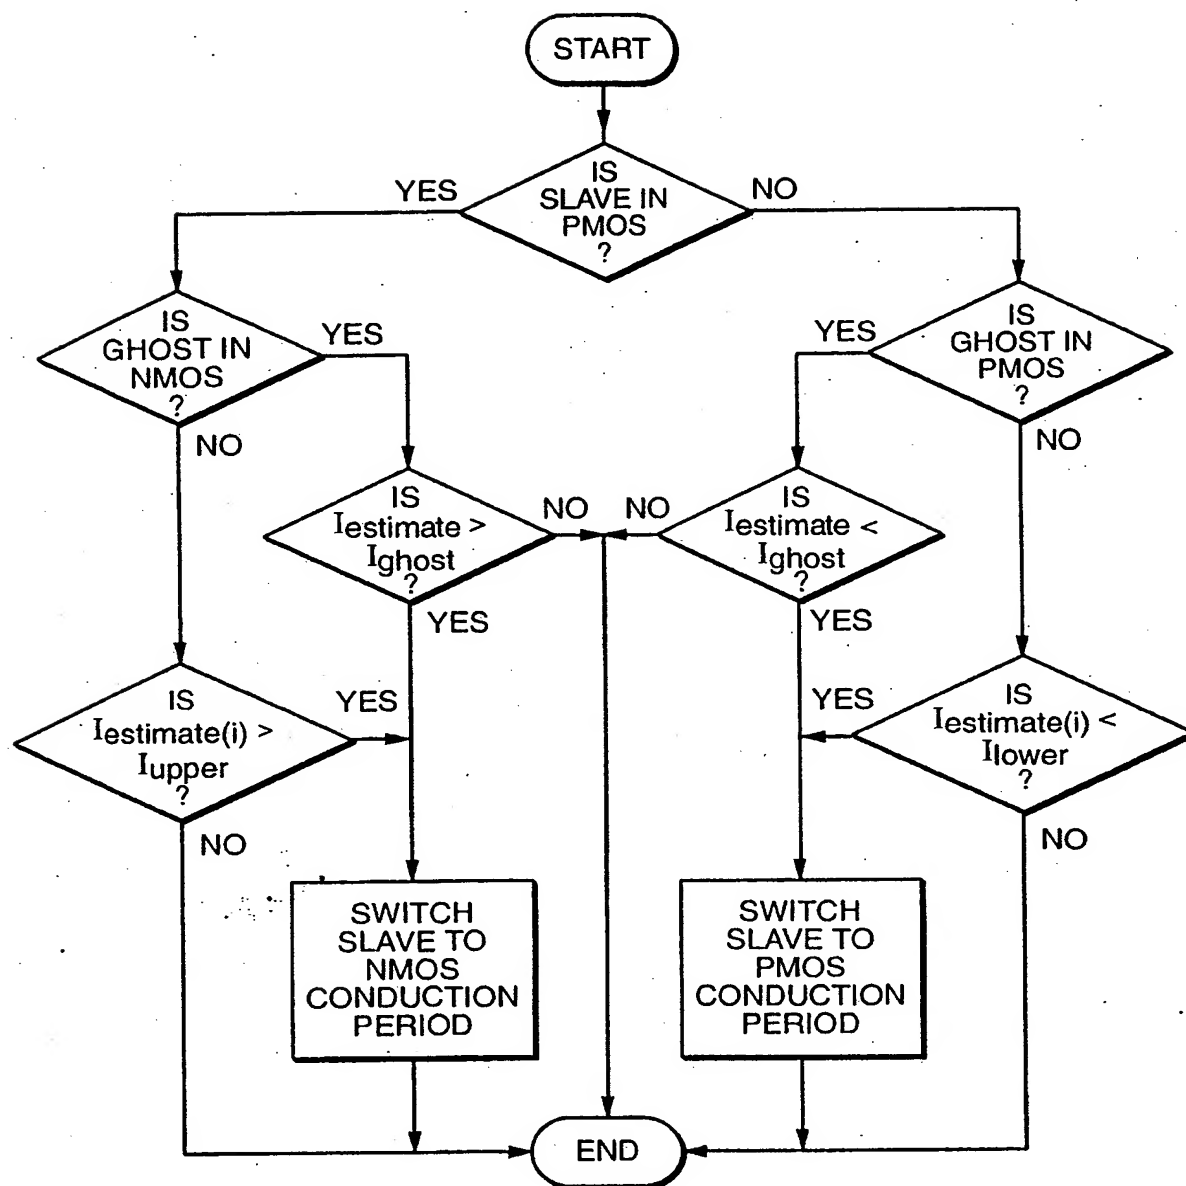 START
IS
SLAVE IN
PMOS
?
YES
NO
IS
GHOST IN
NMOS
?
YES
NO
IS
GHOST IN
PMOS
?
YES
NO
IS
Iestimate >
Ighost
?
NO
YES
IS
Iestimate <
Ighost
?
NO
YES
IS
Iestimate(i) >
Iupper
?
YES
NO
IS
Iestimate(i) <
Ilower
?
YES
NO
SWITCH
SLAVE TO
NMOS
CONDUCTION
PERIOD
SWITCH
SLAVE TO
PMOS
CONDUCTION
PERIOD
END